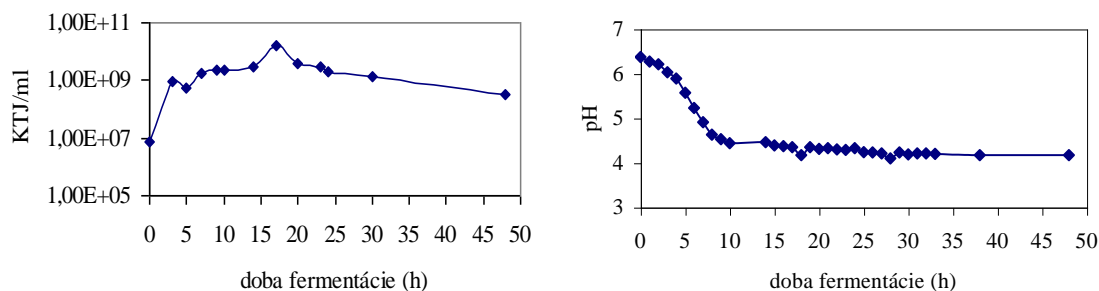 1,00E+11
1,00E+09
1,00E+07
1,00E+05
KTJ/ml
0 5 10 15 20 25 30 35 40 45 50
doba fermentácie (h)
7
6
5
4
3
pH
0 5 10 15 20 25 30 35 40 45 50
doba fermentácie (h)